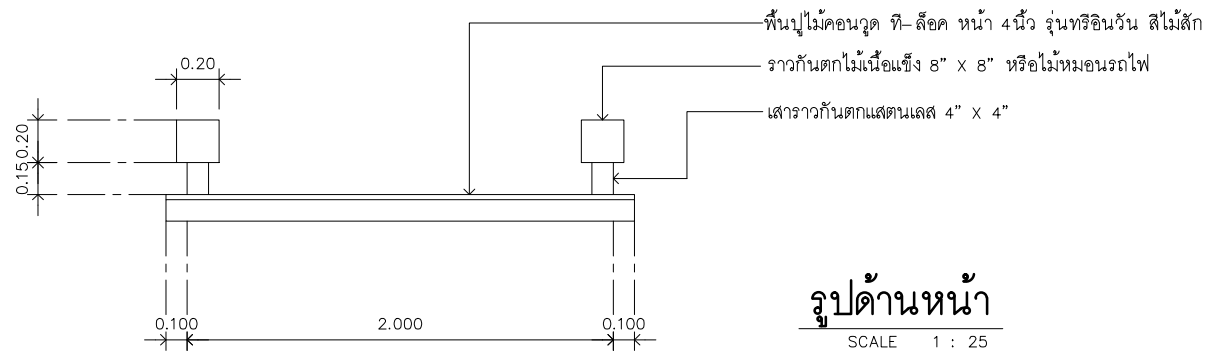 พื้นปูไม้คอนวูด ที-ล็อค หน้า 4นิ้ว รุ่นทรีอินวัน สีไม้สัก
0.20
ราวกันตกไม้เนื้อแข็ง 8" X 8" หรือไม้หมอนรถไฟ
เสาราวกันตกแสตนเลส 4" X 4"
0.20
0.15
0.100
2.000
0.100
รูปด้านหน้า
SCALE 1 : 25